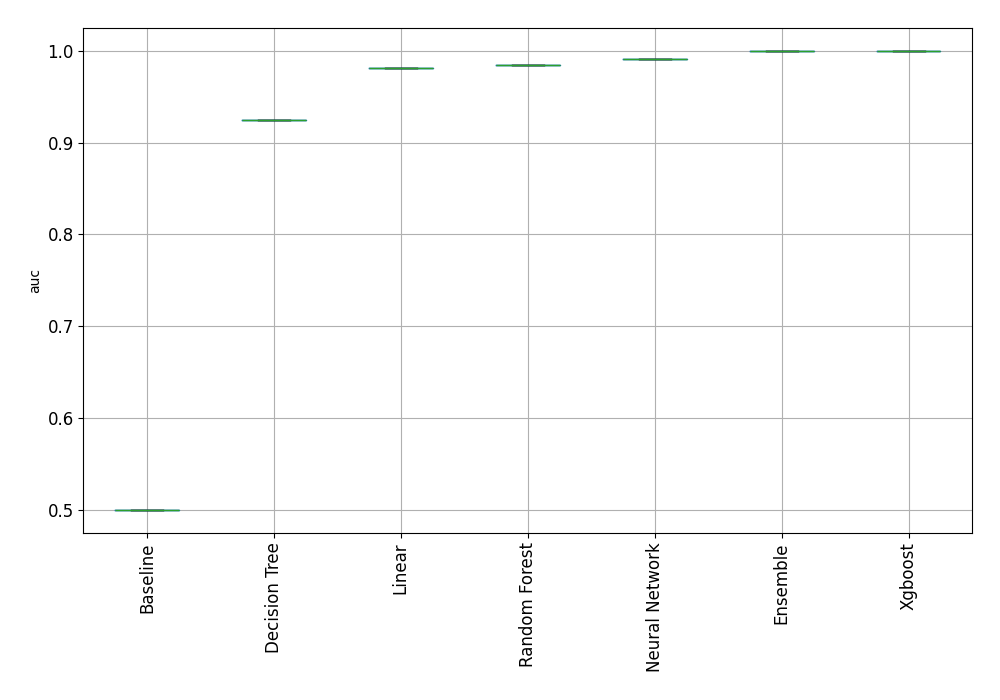 1.0
0.9
0.8
0.7
0.6
0.5
auc
Baseline
Decision Tree
Linear
Random Forest
Neural Network
Ensemble
Xgboost